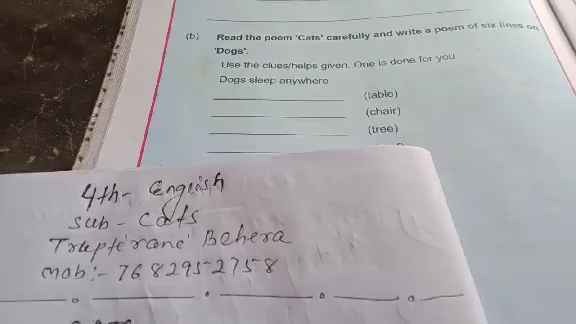 (b) Read the poem 'Cats' carefully and write a poem of six lines on
'Dogs'.
Use the clues/helps given. One is done for you.
Dogs sleep anywhere
(table)
(chair)
(tree)
4th- English
sub - cats
Behera
mob:- 7682952758